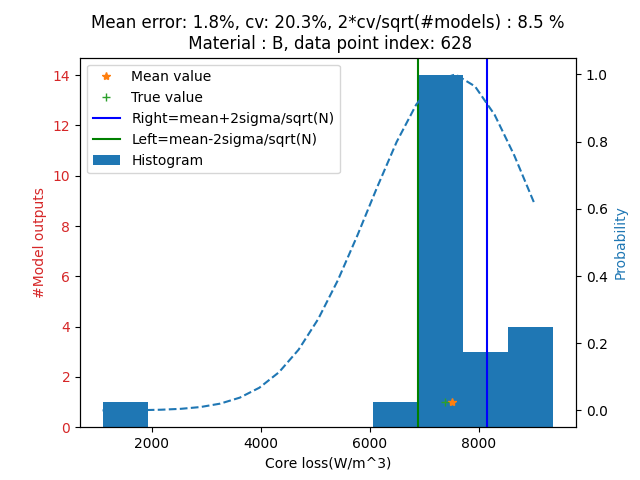 Mean error: 1.8%, cv: 20.3%, 2*cv/sqrt(#models) : 8.5 %
Material : B, data point index: 628
Mean value
True value
Right=mean+2sigma/sqrt(N)
Left=mean-2sigma/sqrt(N)
Histogram
#Model outputs
14
12
10
8
6
4
2
0
Probability
1.0
0.8
0.6
0.4
0.2
0.0
2000 4000 6000 8000
Core loss(W/m^3)